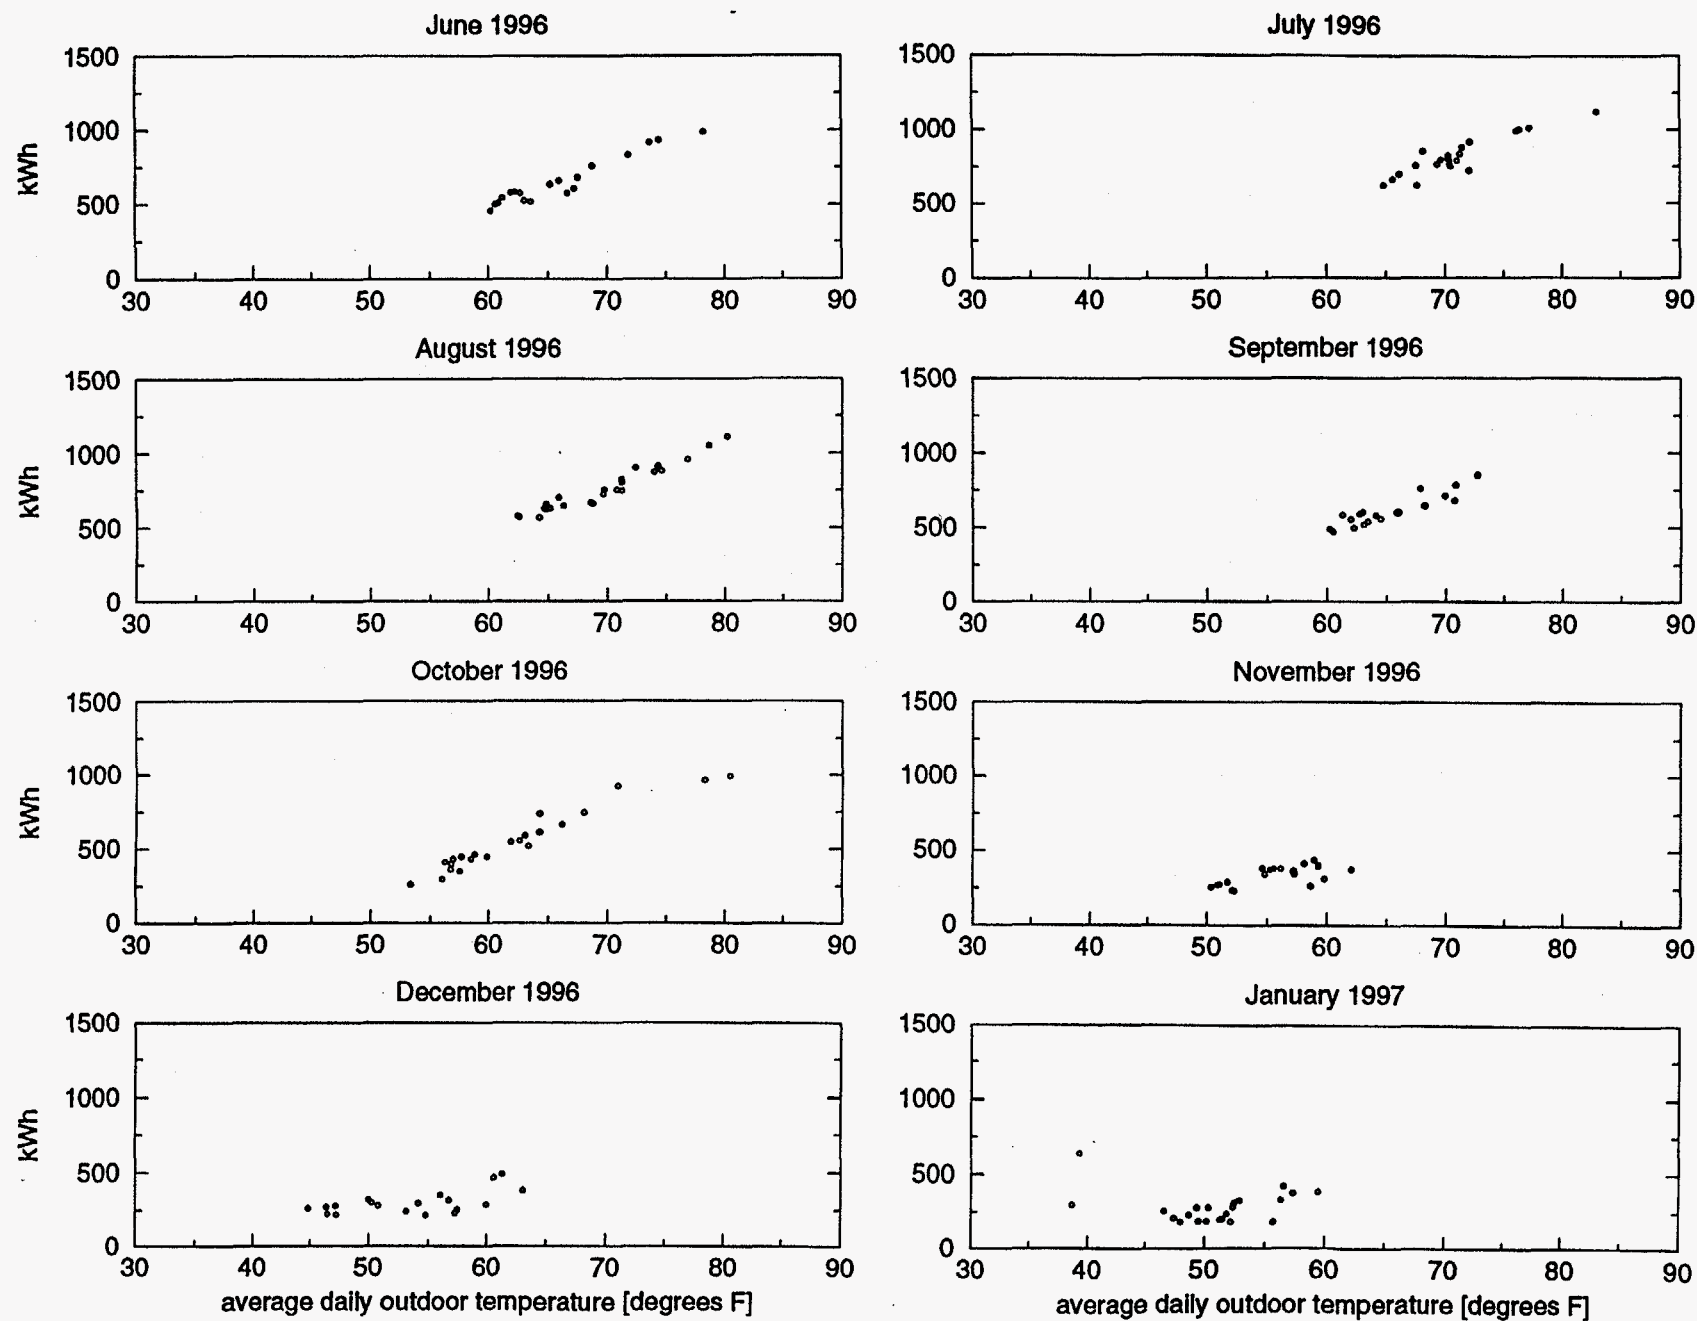 June 1996
1500
1000
500
0
kWh
30 40 50 60 70 80 90
July 1996
1500
1000
500
0
30 40 50 60 70 80 90
August 1996
1500
1000
500
0
kWh
30 40 50 60 70 80 90
September 1996
1500
1000
500
0
30 40 50 60 70 80 90
October 1996
1500
1000
500
0
kWh
30 40 50 60 70 80 90
November 1996
1500
1000
500
0
30 40 50 60 70 80 90
December 1996
1500
1000
500
0
kWh
30 40 50 60 70 80 90
average daily outdoor temperature [degrees F]
January 1997
1500
1000
500
0
30 40 50 60 70 80 90
average daily outdoor temperature [degrees F]